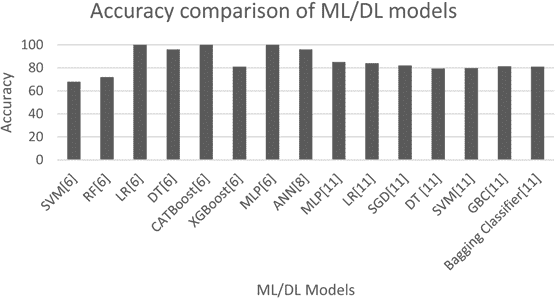 Accuracy comparison of ML/DL models
Accuracy
100
80
60
40
20
0
SVM[6]
RF[6]
LR[6]
DT[6]
CATBoost[6]
XGBoost[6]
MLP[6]
ANN[8]
MLP[11]
LR[11]
SGD[11]
DT [11]
SVM[11]
GBC[11]
Bagging Classifier[11]
ML/DL Models